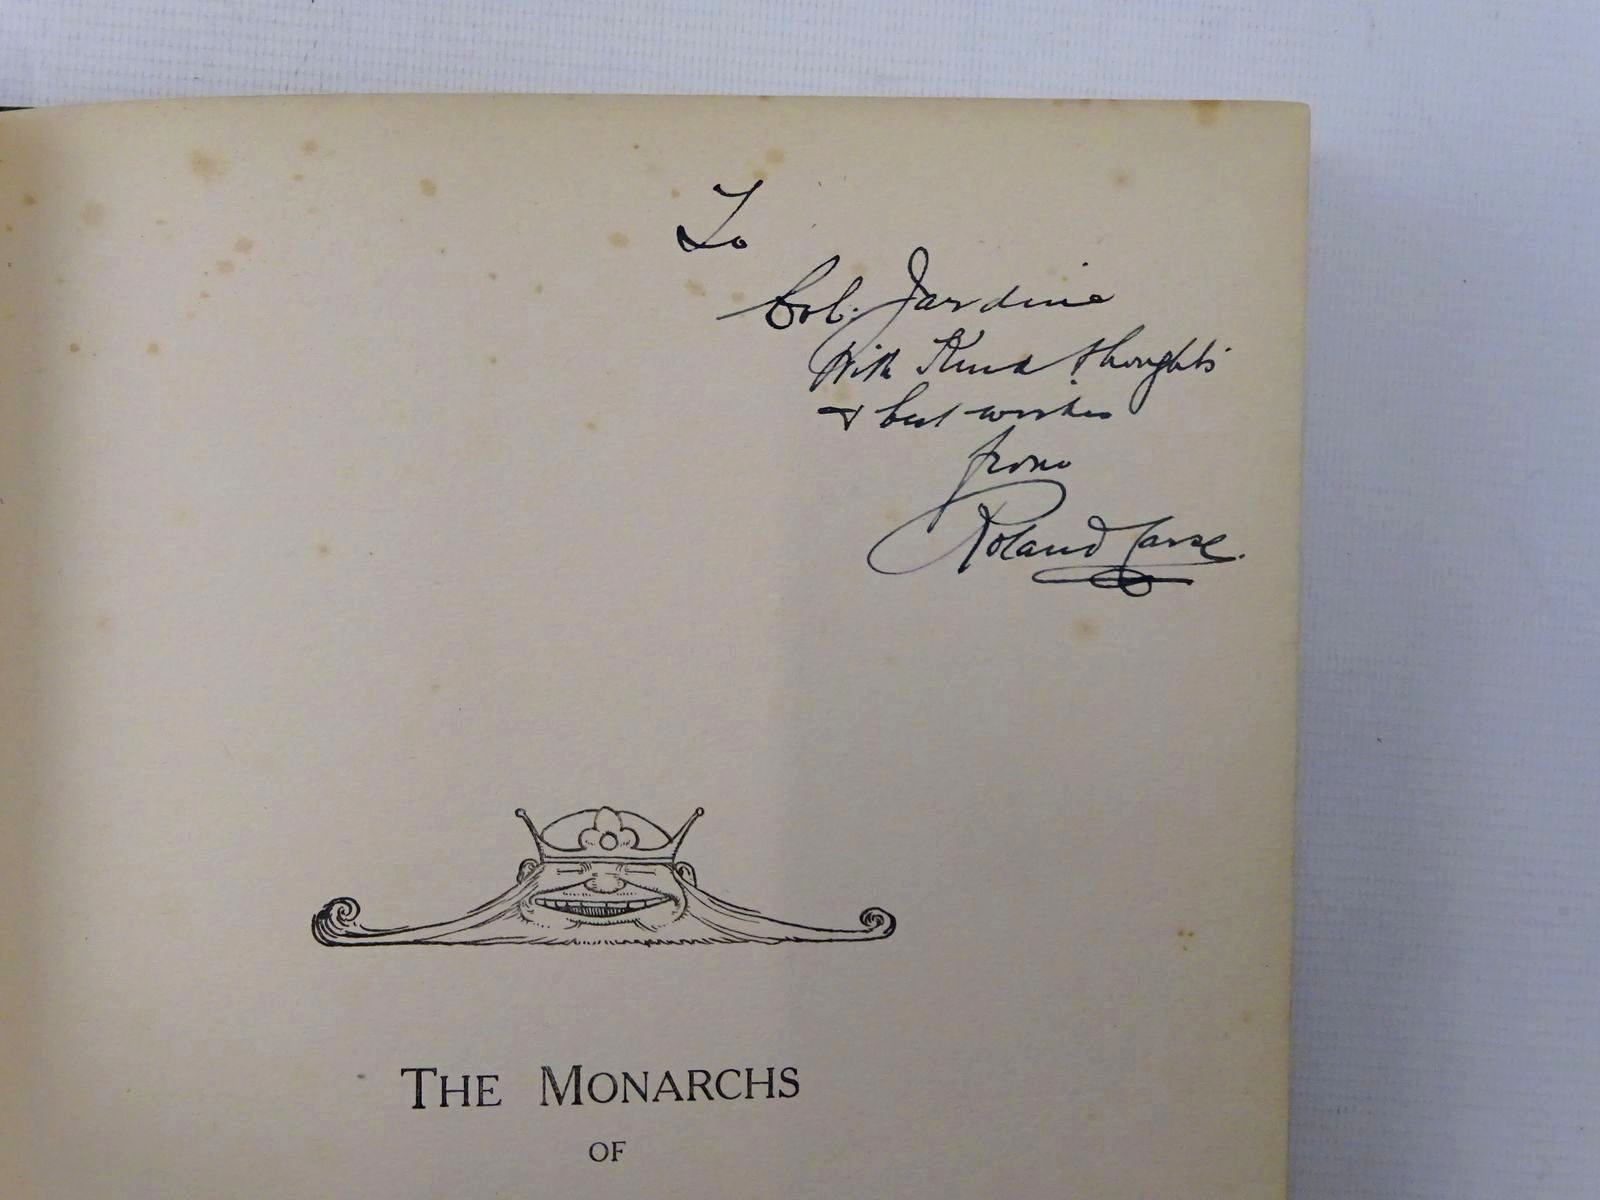 To
Col. Jardine
With Kind thoughts
& best wishes
from
Roland Carse.
THE MONARCHS
OF